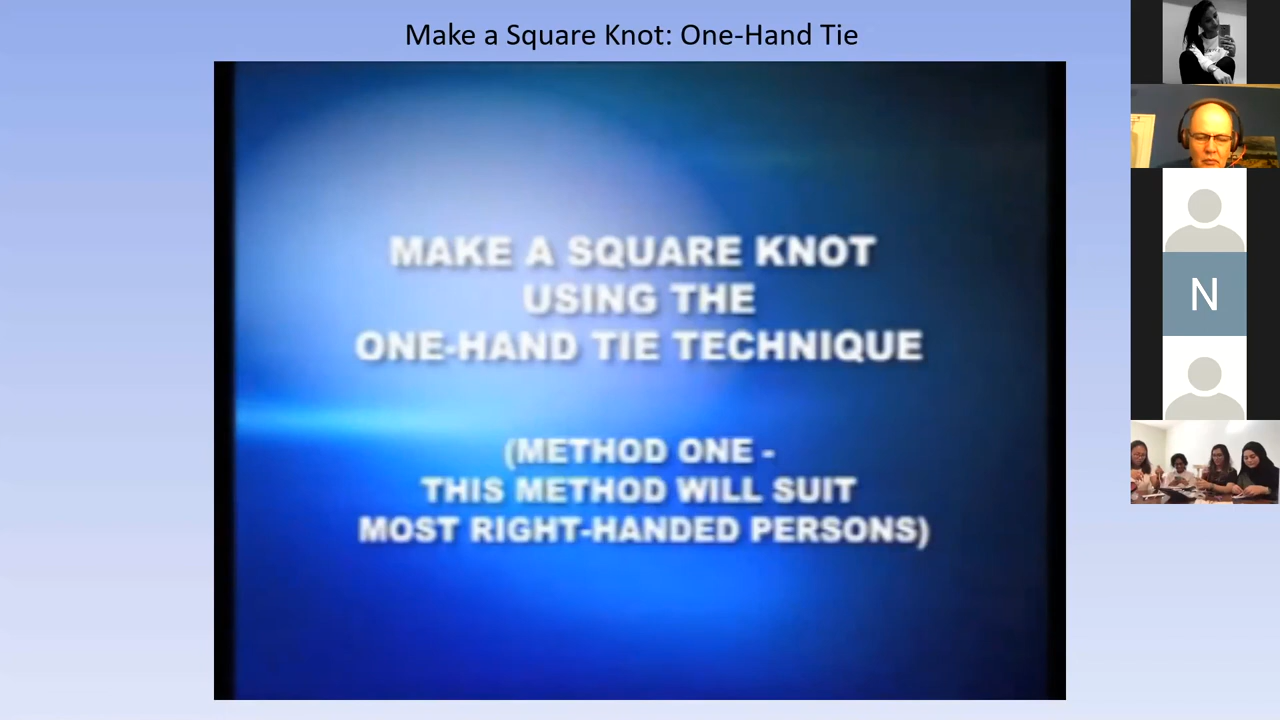 Make a Square Knot: One-Hand Tie
MAKE A SQUARE KNOT
USING THE
ONE-HAND TIE TECHNIQUE
(METHOD ONE -
THIS METHOD WILL SUIT
MOST RIGHT-HANDED PERSONS)
N